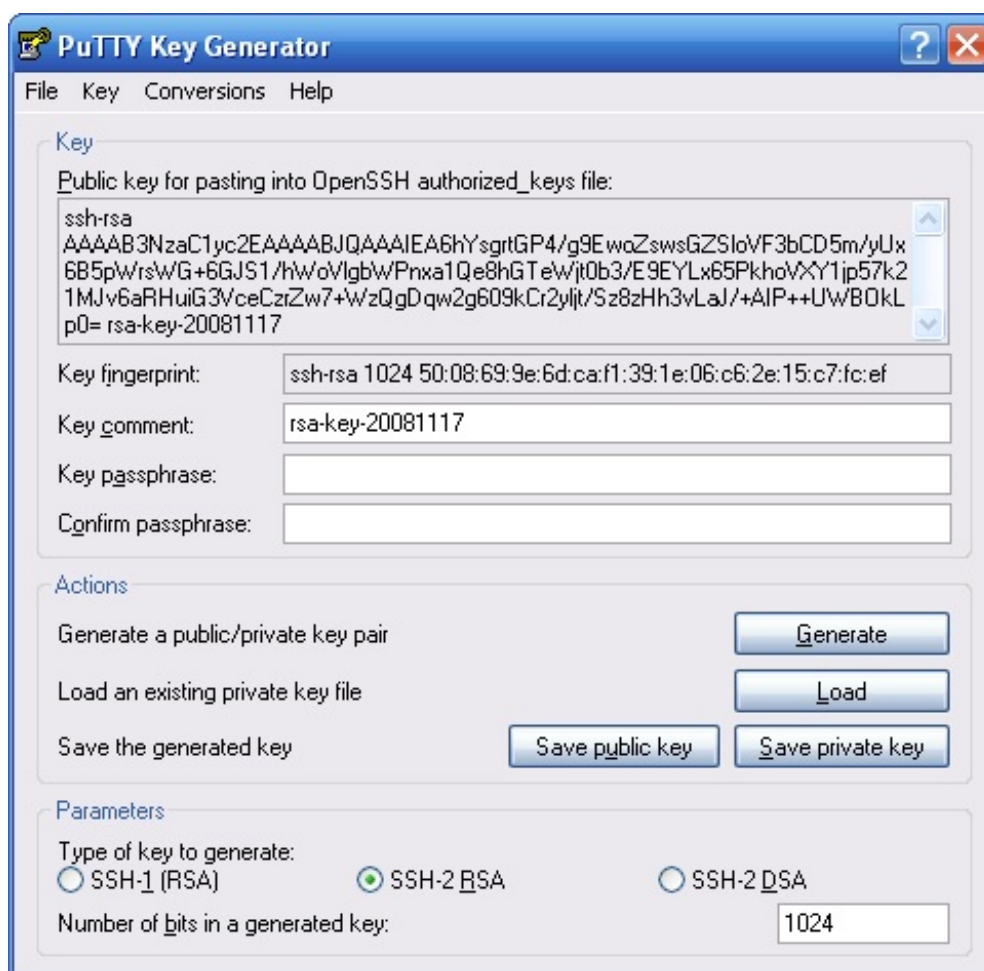 PuTTY Key Generator
File Key Conversions Help
Key
Public key for pasting into OpenSSH authorized_keys file:
ssh-rsa
AAAAB3NzaC1yc2EAAAABJQAAAIEA6hYsgrtGP4/g9EwoZswsGZSloVF3bCD5m/yUx
6B5pWrsWG+6GJS1/hWoVlgbWPnxa1Qe8hGTeWjt0b3/E9EYLx65PkhoVXY1jp57k2
1MJv6aRHuiG3VceCzrZw7+WzQgDqw2g609kCr2yljt/Sz8zHh3vLaJ/+AIP++UWBOkL
p0= rsa-key-20081117
Key fingerprint: ssh-rsa 1024 50:08:69:9e:6d:ca:f1:39:1e:06:c6:2e:15:c7:fc:ef
Key comment: rsa-key-20081117
Key passphrase:
Confirm passphrase:
Actions
Generate a public/private key pair Generate
Load an existing private key file Load
Save the generated key Save public key Save private key
Parameters
Type of key to generate:
SSH-1 (RSA) SSH-2 RSA SSH-2 DSA
Number of bits in a generated key: 1024